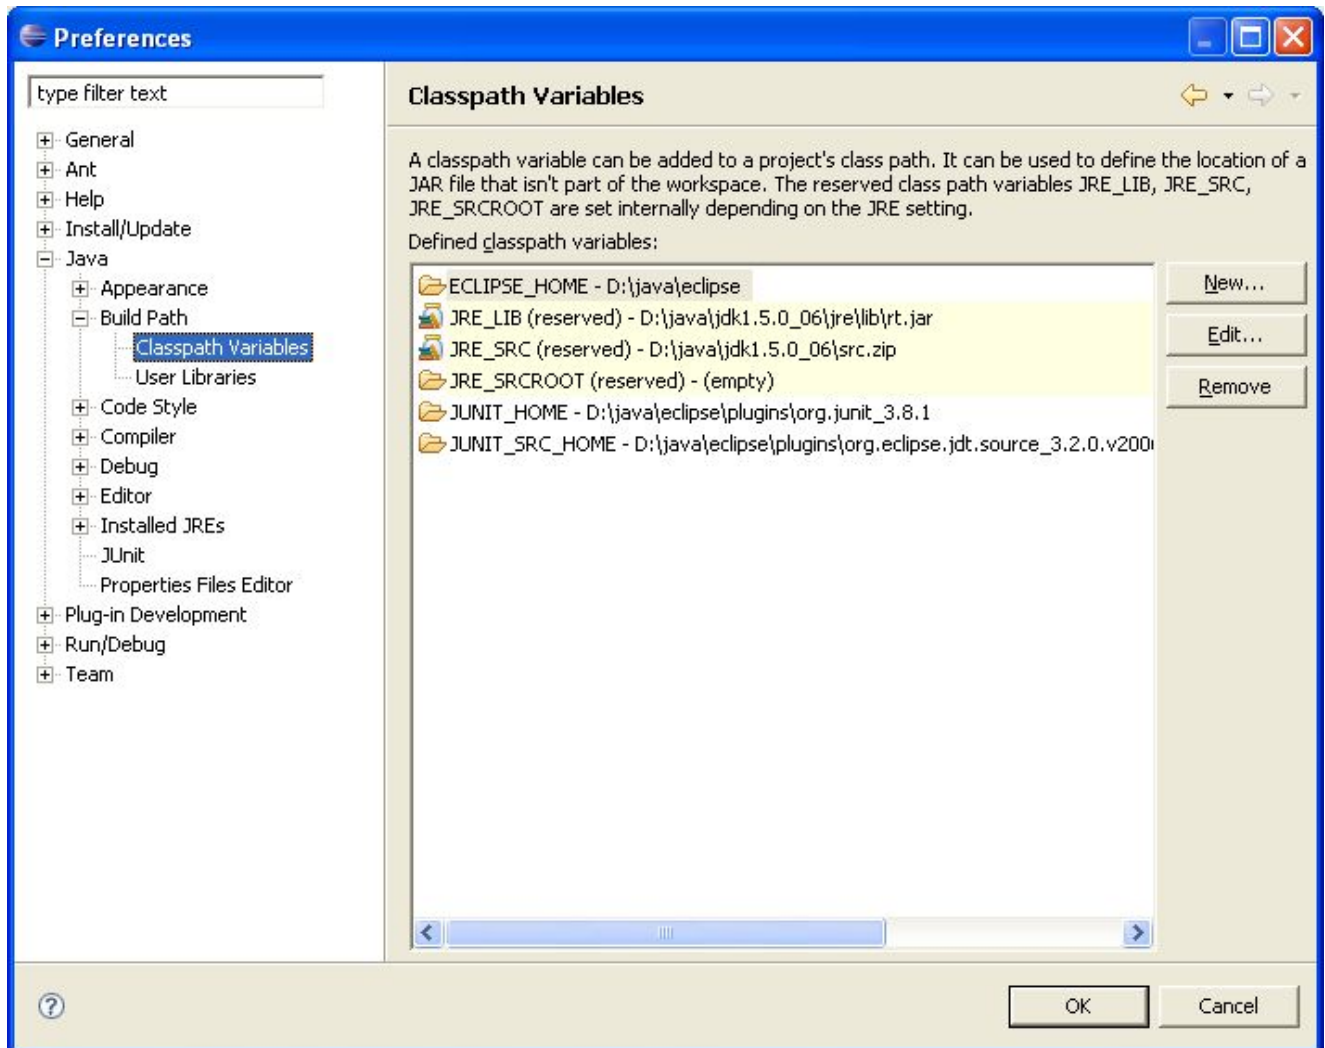 Preferences
type filter text
General
Ant
Help
Install/Update
Java
Appearance
Build Path
Classpath Variables
User Libraries
Code Style
Compiler
Debug
Editor
Installed JREs
JUnit
Properties Files Editor
Plug-in Development
Run/Debug
Team
Classpath Variables
A classpath variable can be added to a project's class path. It can be used to define the location of a
JAR file that isn't part of the workspace. The reserved class path variables JRE_LIB, JRE_SRC,
JRE_SRCROOT are set internally depending on the JRE setting.
Defined classpath variables:
ECLIPSE_HOME - D:\java\eclipse
JRE_LIB (reserved) - D:\java\jdk1.5.0_06\jre\lib\rt.jar
JRE_SRC (reserved) - D:\java\jdk1.5.0_06\src.zip
JRE_SRCROOT (reserved) - (empty)
JUNIT_HOME - D:\java\eclipse\plugins\org.junit_3.8.1
JUNIT_SRC_HOME - D:\java\eclipse\plugins\org.eclipse.jdt.source_3.2.0.v200
New...
Edit...
Remove
OK
Cancel